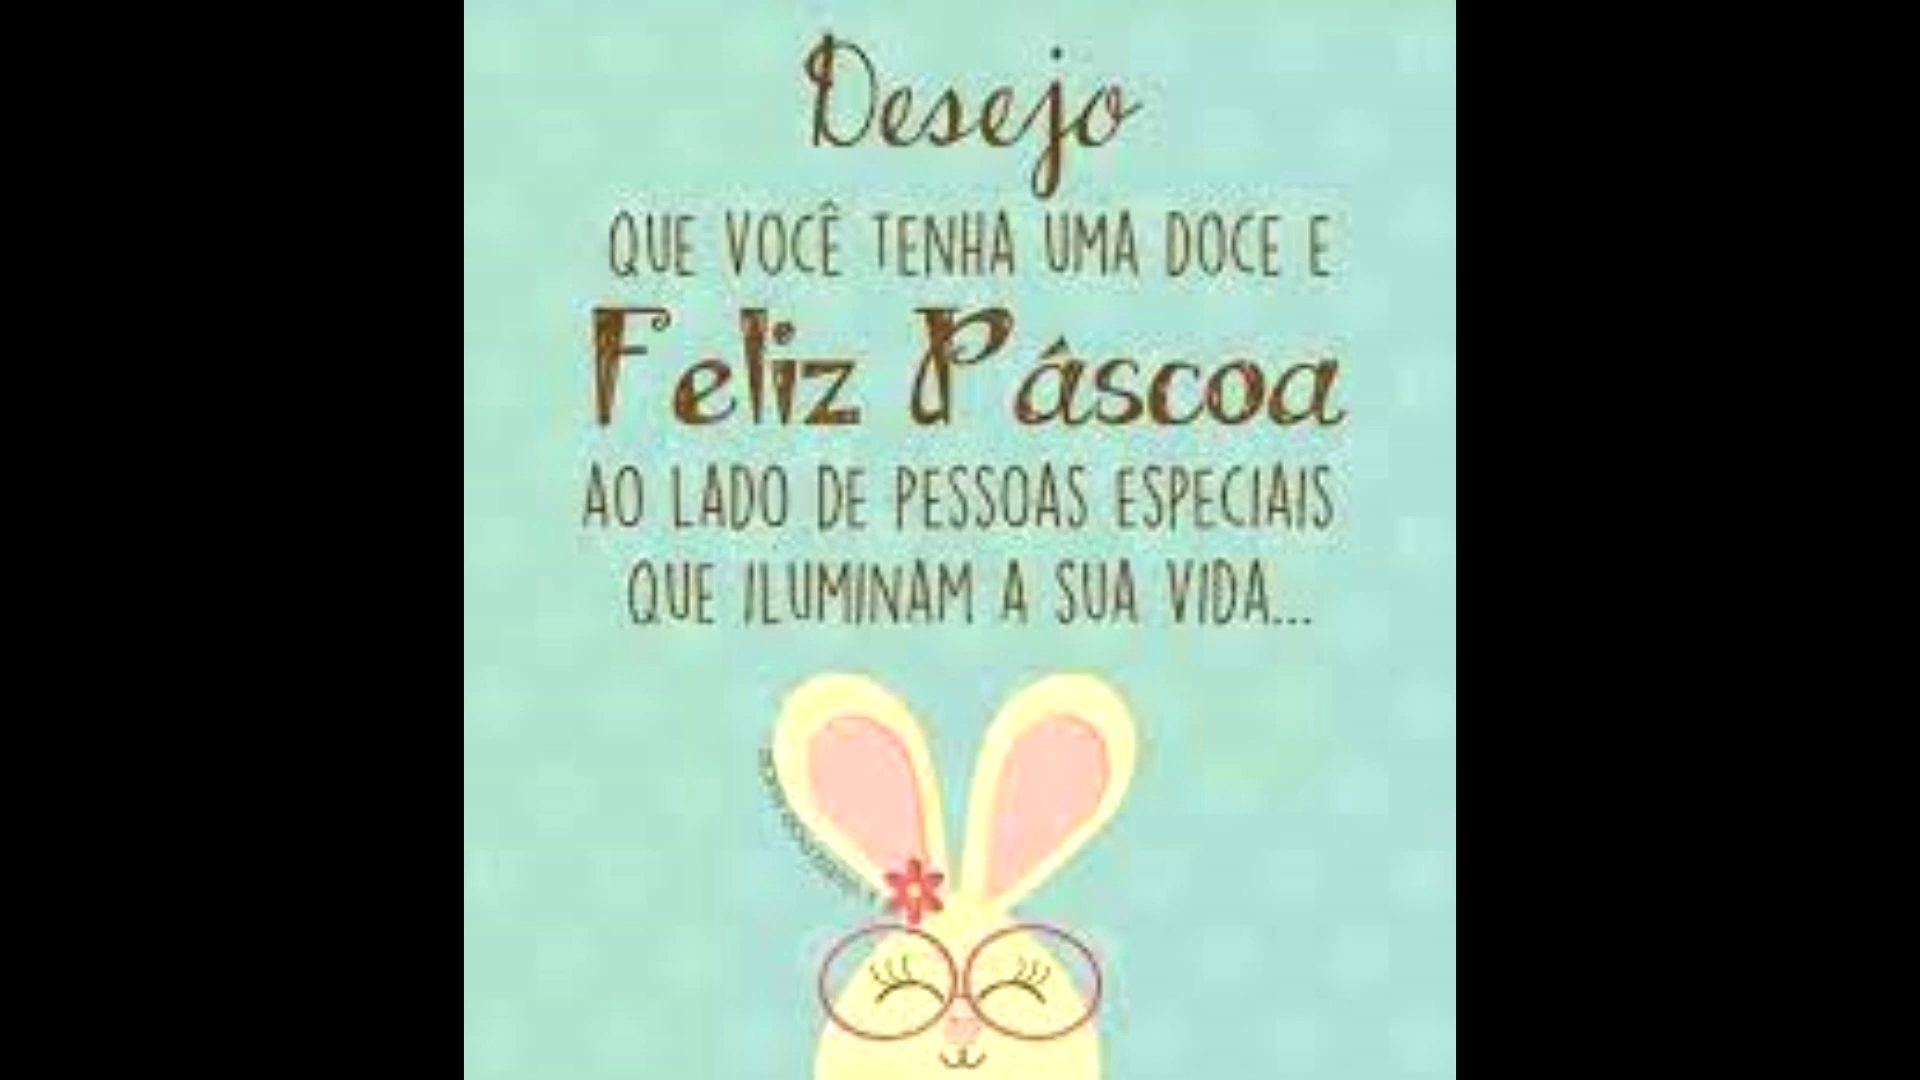 Desejo
QUE VOCÊ TENHA UMA DOCE E
Feliz Páscoa
AO LADO DE PESSOAS ESPECIAIS
QUE ILUMINAM A SUA VIDA...